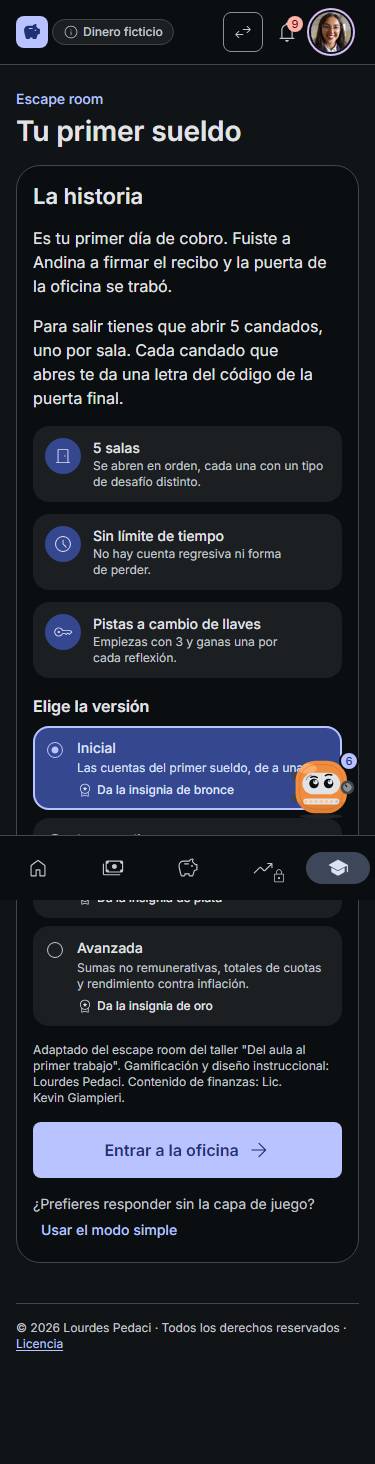 Dinero ficticio
9
Escape room
Tu primer sueldo
La historia
Es tu primer día de cobro. Fuiste a
Andina a firmar el recibo y la puerta de
la oficina se trabó.
Para salir tienes que abrir 5 candados,
uno por sala. Cada candado que
abres te da una letra del código de la
puerta final.
5 salas
Se abren en orden, cada una con un tipo
de desafío distinto.
Sin límite de tiempo
No hay cuenta regresiva ni forma
de perder.
Pistas a cambio de llaves
Empiezas con 3 y ganas una por
cada reflexión.
Elige la versión
Inicial
Las cuentas del primer sueldo, de a una
6
Da la insignia de bronce
Da la insignia de plata
Avanzada
Sumas no remunerativas, totales de cuotas
y rendimiento contra inflación.
Da la insignia de oro
Adaptado del escape room del taller "Del aula al
primer trabajo". Gamificación y diseño instruccional:
Lourdes Pedaci. Contenido de finanzas: Lic.
Kevin Giampieri.
Entrar a la oficina
¿Prefieres responder sin la capa de juego?
Usar el modo simple
© 2026 Lourdes Pedaci · Todos los derechos reservados ·
Licencia